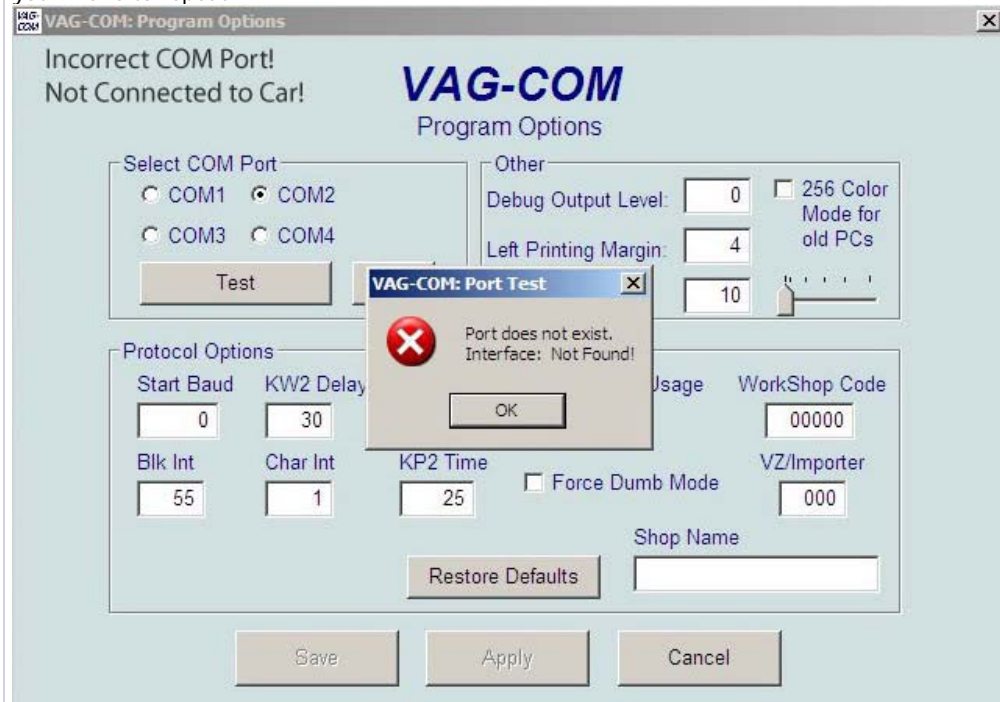 VAG-COM: Program Options
Incorrect COM Port!
Not Connected to Car!
VAG-COM
Program Options
Select COM Port
COM1 COM2
COM3 COM4
Test
Other
Debug Output Level: 0
Left Printing Margin: 4
10
256 Color
Mode for
old PCs
VAG-COM: Port Test
Port does not exist.
Interface: Not Found!
OK
Protocol Options
Start Baud KW2 Delay Usage WorkShop Code
0 30 00000
Blk Int Char Int KP2 Time Force Dumb Mode VZ/Importer
55 1 25 000
Shop Name
Restore Defaults
Save Apply Cancel